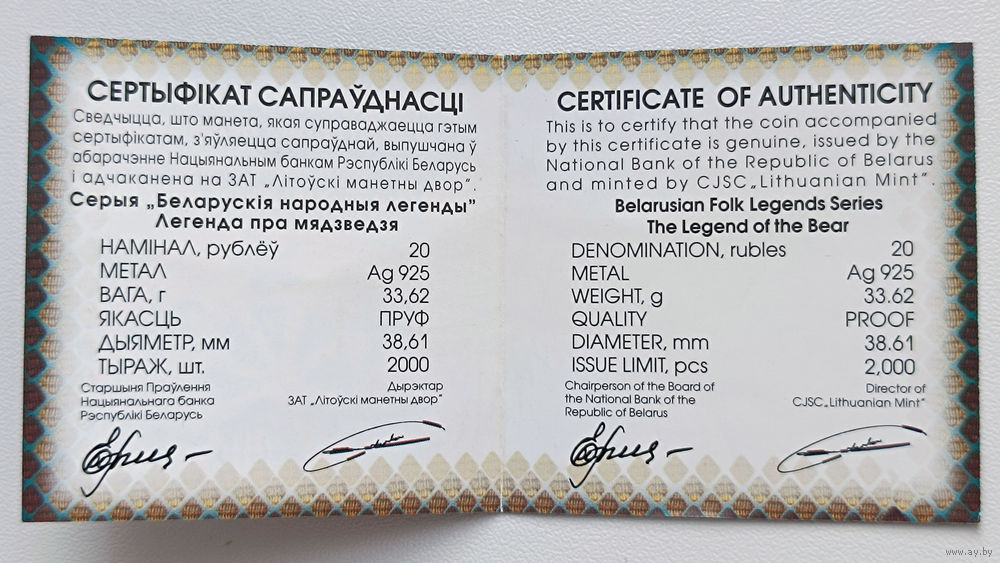 СЕРТЫФІКАТ САПРАЎДНАСЦІ
Сведчыцца, што манета, якая суправаджаецца гэтым
сертыфікатам, з'яўляецца сапраўднай, выпушчана ў
абарачэнне Нацыянальным банкам Рэспублікі Беларусь
і адчаканена на ЗАТ „Літоўскі манетны двор".
Серыя „Беларускія народныя легенды"
Легенда пра мядзведзя
НАМІНАЛ, рублёў 20
МЕТАЛ Ag 925
ВАГА, г 33,62
ЯКАСЦЬ ПРУФ
ДЫЯМЕТР, мм 38,61
ТЫРАЖ, шт. 2000
Старшыня Праўлення
Нацыянальнага банка
Рэспублікі Беларусь
Дырэктар
ЗАТ „Літоўскі манетны двор"
CERTIFICATE OF AUTHENTICITY
This is to certify that the coin accompanied
by this certificate is genuine, issued by the
National Bank of the Republic of Belarus
and minted by CJSC„Lithuanian Mint".
Belarusian Folk Legends Series
The Legend of the Bear
DENOMINATION, rubles 20
METAL Ag 925
WEIGHT, g 33.62
QUALITY PROOF
DIAMETER, mm 38.61
ISSUE LIMIT, pcs 2,000
Chairperson of the Board of
the National Bank of the
Republic of Belarus
Director of
CJSC„Lithuanian Mint"
www.ay.by